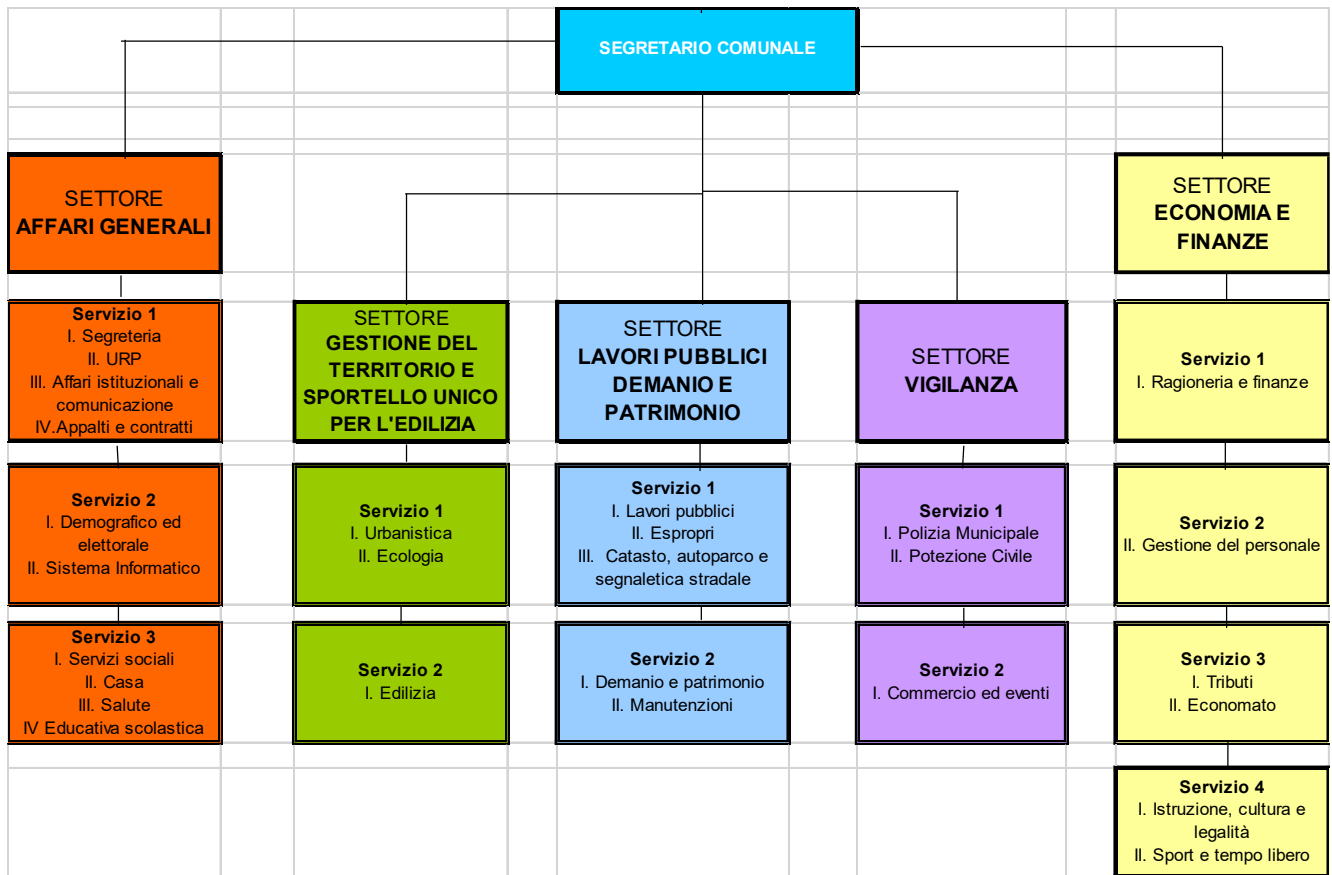 SEGRETARIO COMUNALE
SETTORE
AFFARI GENERALI
Servizio 1
I. Segreteria
II. URP
III. Affari istituzionali e
comunicazione
IV.Appalti e contratti
Servizio 2
I. Demografico ed
elettorale
II. Sistema Informatico
Servizio 3
I. Servizi sociali
II. Casa
III. Salute
IV Educativa scolastica
SETTORE
GESTIONE DEL
TERRITORIO E
SPORTELLO UNICO
PER L'EDILIZIA
Servizio 1
I. Urbanistica
II. Ecologia
Servizio 2
I. Edilizia
SETTORE
LAVORI PUBBLICI
DEMANIO E
PATRIMONIO
Servizio 1
I. Lavori pubblici
II. Espropri
III. Catasto, autoparco e
segnaletica stradale
Servizio 2
I. Demanio e patrimonio
II. Manutenzioni
SETTORE
VIGILANZA
Servizio 1
I. Polizia Municipale
II. Potezione Civile
Servizio 2
I. Commercio ed eventi
SETTORE
ECONOMIA E
FINANZE
Servizio 1
I. Ragioneria e finanze
Servizio 2
II. Gestione del personale
Servizio 3
I. Tributi
II. Economato
Servizio 4
I. Istruzione, cultura e
legalità
II. Sport e tempo libero